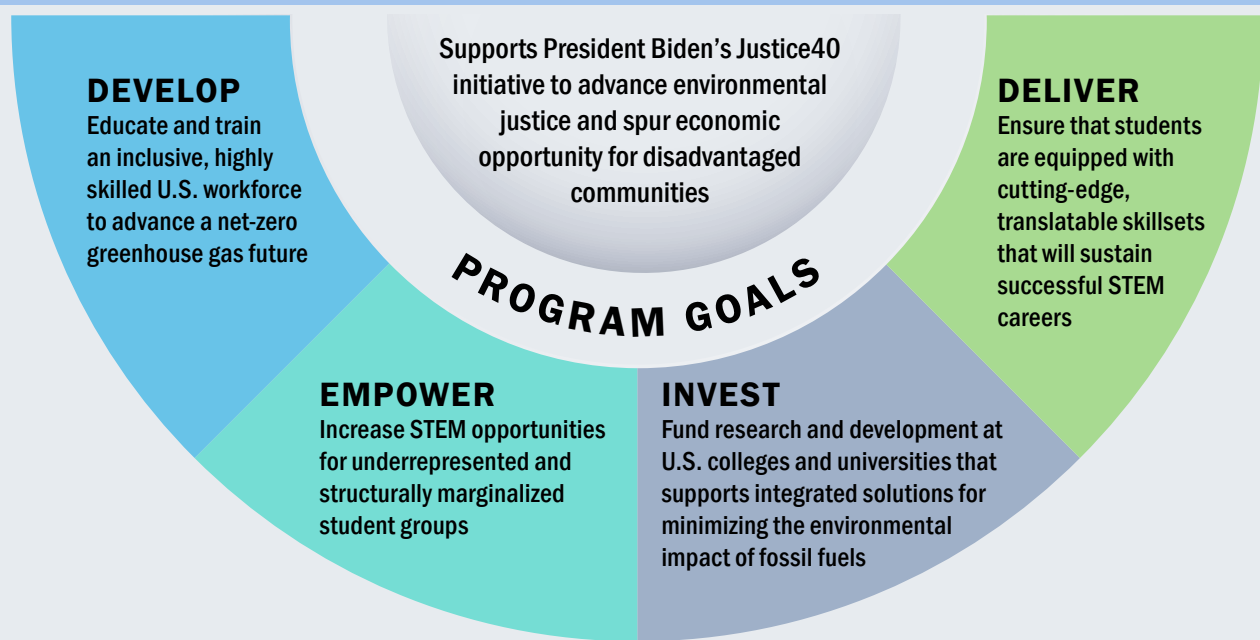 Supports President Biden's Justice40
initiative to advance environmental
justice and spur economic
opportunity for disadvantaged
communities
PROGRAM GOALS
DEVELOP
Educate and train
an inclusive, highly
skilled U.S. workforce
to advance a net-zero
greenhouse gas future
EMPOWER
Increase STEM opportunities
for underrepresented and
structurally marginalized
student groups
INVEST
Fund research and development at
U.S. colleges and universities that
supports integrated solutions for
minimizing the environmental
impact of fossil fuels
DELIVER
Ensure that students
are equipped with
cutting-edge,
translatable skillsets
that will sustain
successful STEM
careers